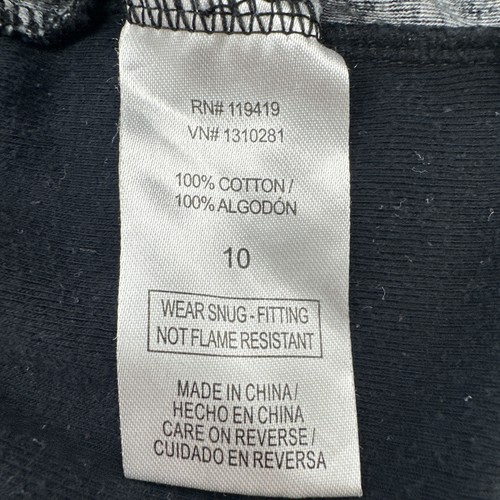 RN# 119419
VN# 1310281
100% COTTON /
100% ALGODÓN
10
WEAR SNUG - FITTING
NOT FLAME RESISTANT
MADE IN CHINA /
HECHO EN CHINA
CARE ON REVERSE /
CUIDADO EN REVERSA